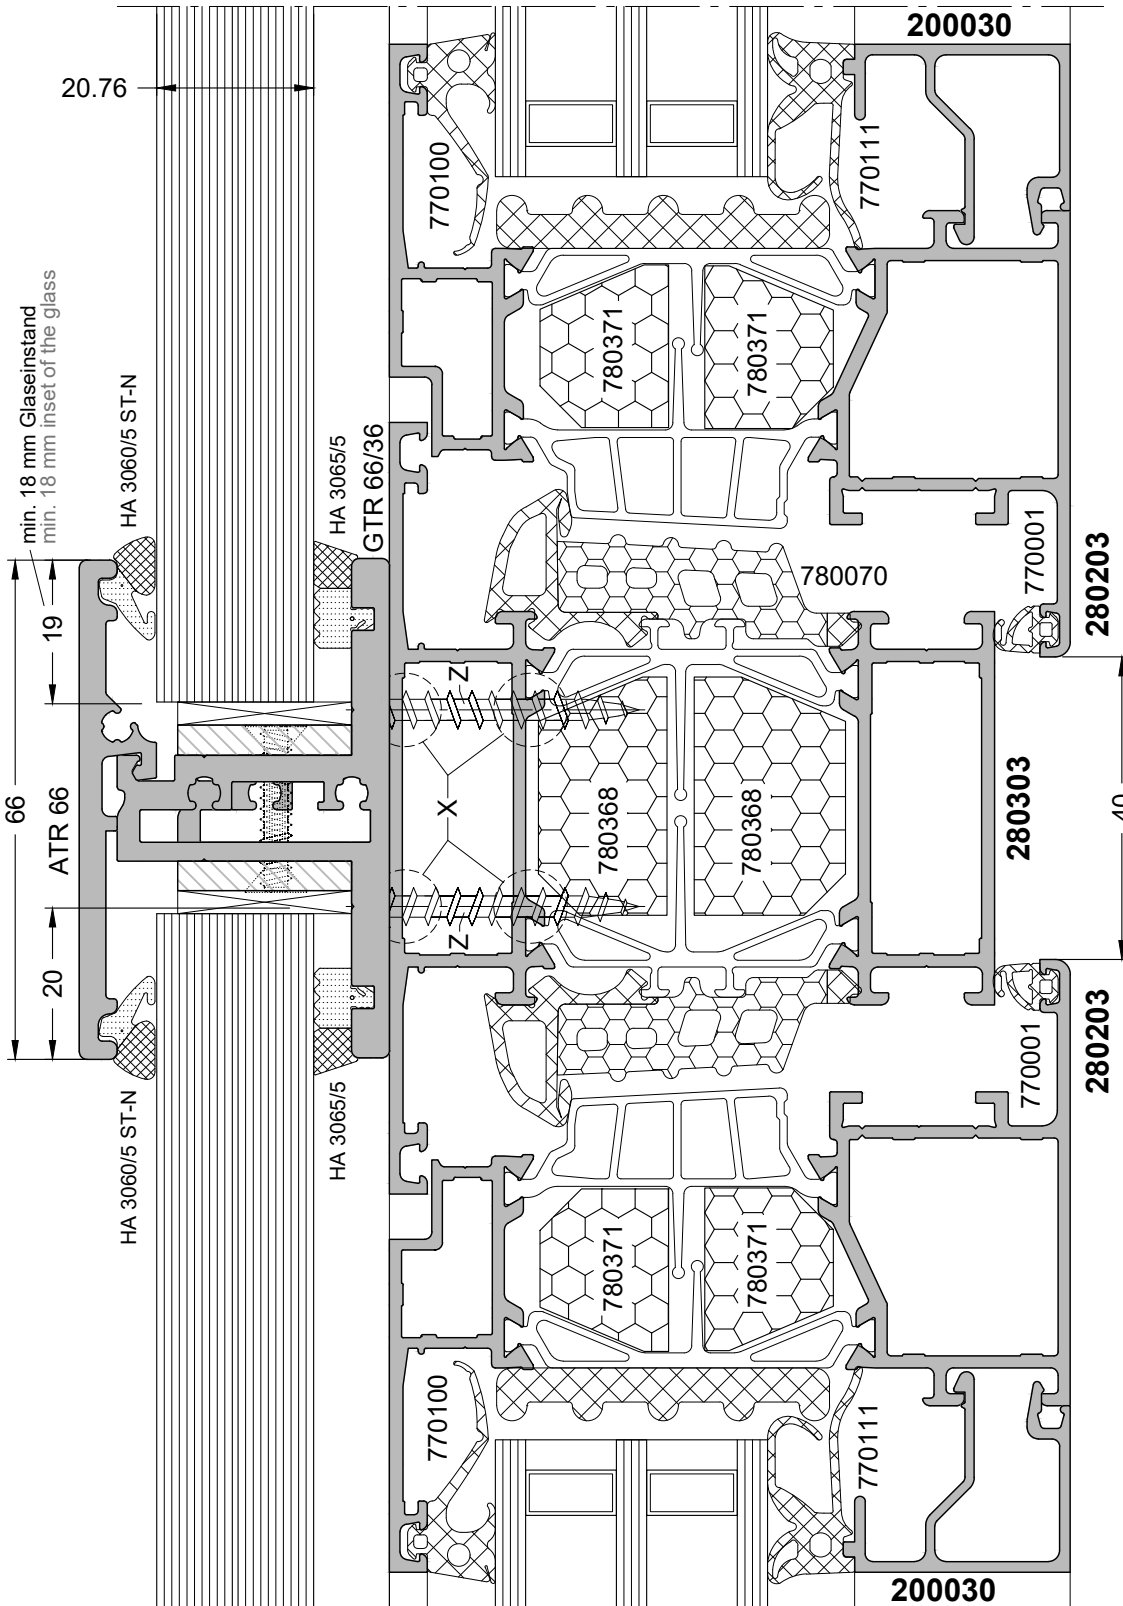 200030
20.76
770100
770111
min. 18 mm Glaseinstand
min. 18 mm inset of the glass
HA 3060/5 ST-N
HA 3065/5
GTR 66/36
780371
780371
770001
280203
780070
19
66
ATR 66
20
Z
X
Z
780368
780368
280303
40
HA 3060/5 ST-N
HA 3065/5
770001
280203
780371
780371
770100
770111
200030